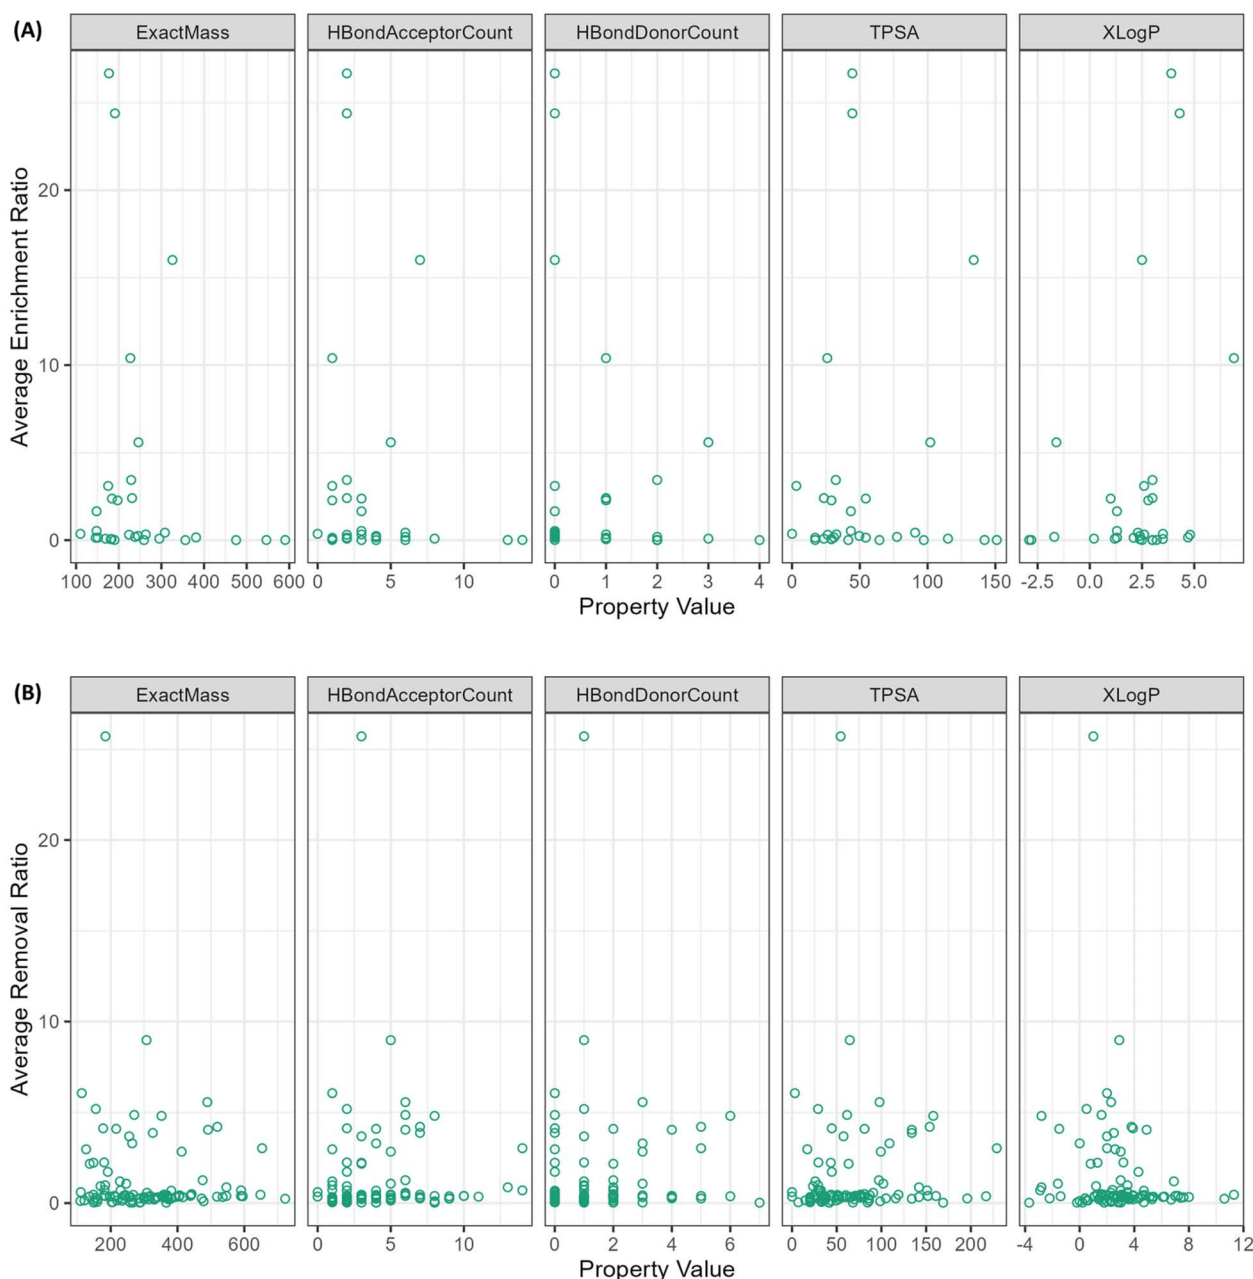 (A)
ExactMass HBondAcceptorCount HBondDonorCount TPSA XLogP
Average Enrichment Ratio
20
10
0
100 200 300 400 500 600 0 5 10 0 1 2 3 4 0 50 100 150 -2.5 0.0 2.5 5.0
Property Value
(B)
ExactMass HBondAcceptorCount HBondDonorCount TPSA XLogP
Average Removal Ratio
20
10
0
200 400 600 0 5 10 0 2 4 6 0 50 100 150 200 -4 0 4 8 12
Property Value